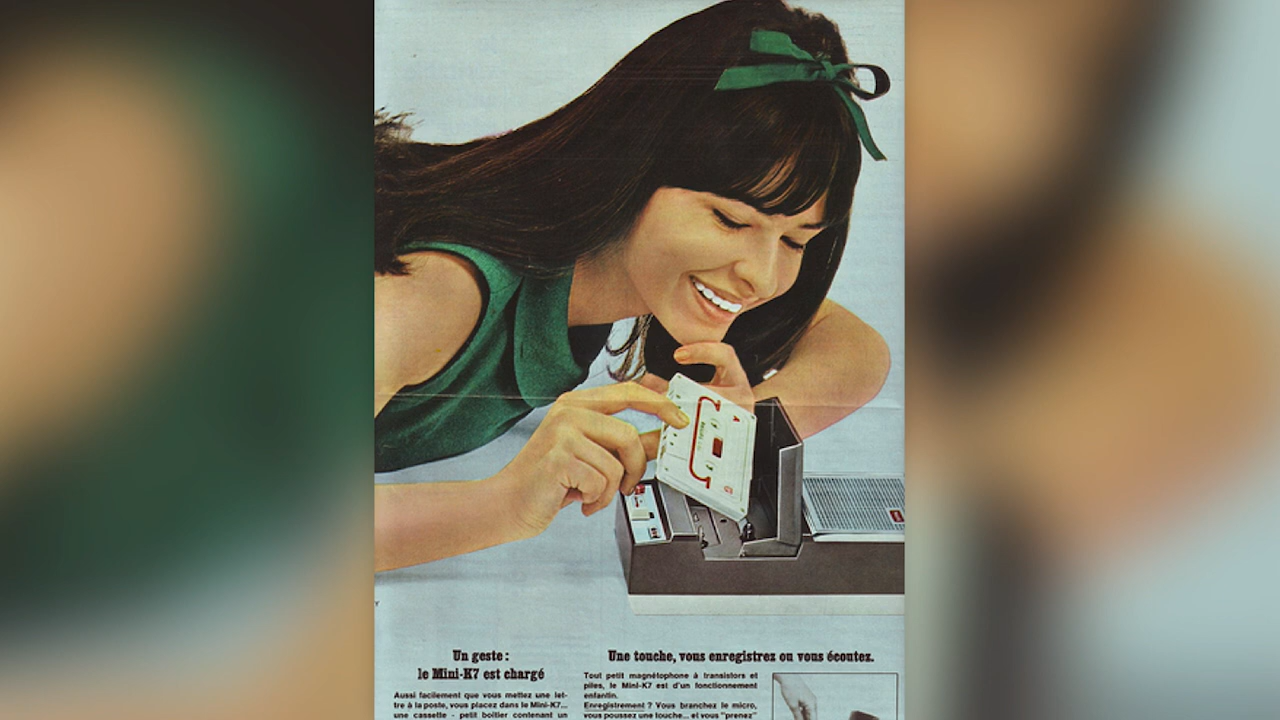 A
Un geste :
le Mini-K7 est chargé
Aussi facilement que vous mettez une let-
tre à la poste, vous placez dans le Mini-K7...
une cassette - petit boîtier contenant un
Une touche, vous enregistrez ou vous écoutez.
Tout petit magnétophone à transistors et
piles, le Mini-K7 est d'un fonctionnement
enfantin.
Enregistrement ? Vous branchez le micro,
vous poussez une touche... et vous "prenez"